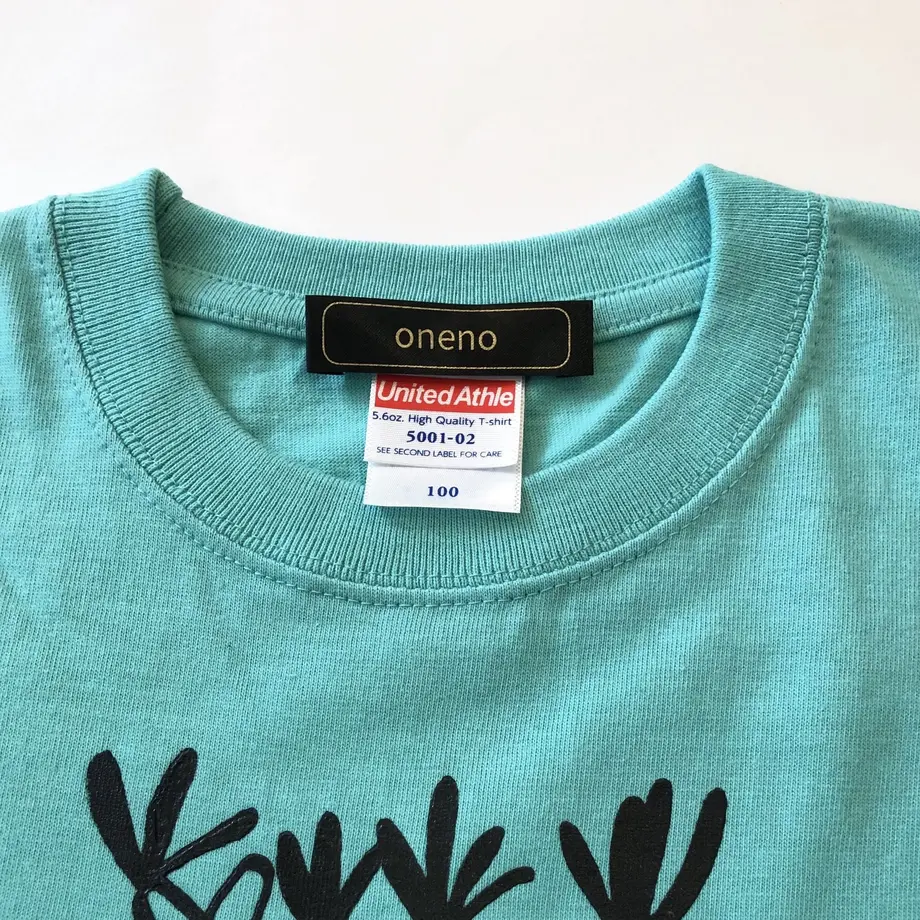 oneno
United Athle
5.6oz. High Quality T-shirt
5001-02
SEE SECOND LABEL FOR CARE
100